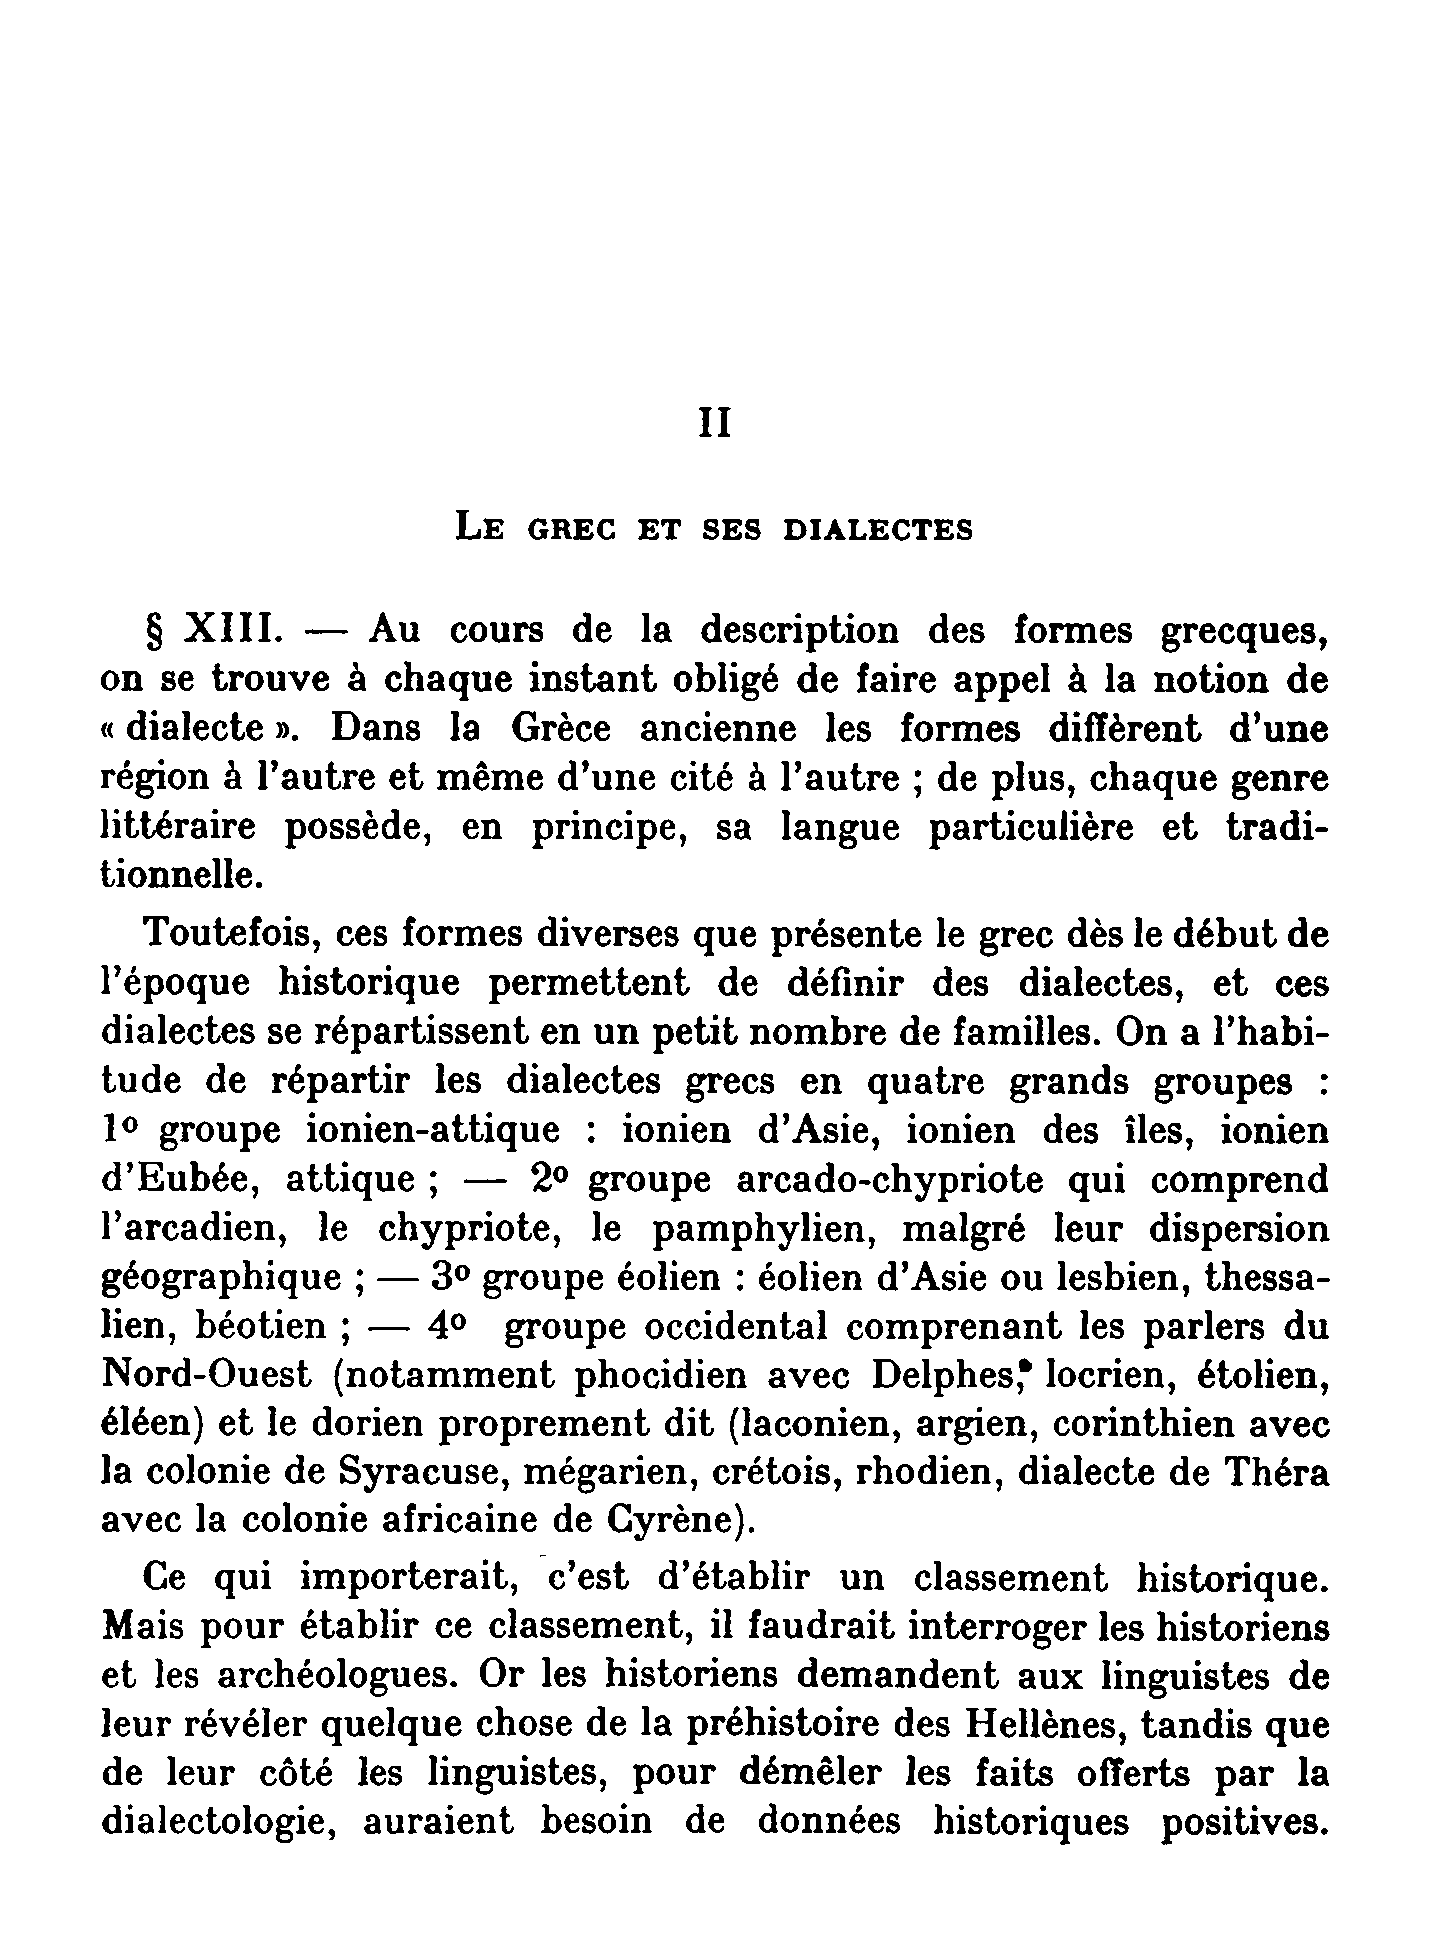 II
LE GREC ET SES DIALECTES
§ XIII. — Au cours de la description des formes grecques,
on se trouve à chaque instant obligé de faire appel à la notion de
« dialecte ». Dans la Grèce ancienne les formes diffèrent d'une
région à l'autre et même d'une cité à l'autre ; de plus, chaque genre
littéraire possède, en principe, sa langue particulière et tradi-
tionnelle.
Toutefois, ces formes diverses que présente le grec dès le début de
l'époque historique permettent de définir des dialectes, et ces
dialectes se répartissent en un petit nombre de familles. On a l'habi-
tude de répartir les dialectes grecs en quatre grands groupes :
1º groupe ionien-attique : ionien d'Asie, ionien des îles, ionien
d'Eubée, attique ; — 2º groupe arcado-chypriote qui comprend
l'arcadien, le chypriote, le pamphylien, malgré leur dispersion
géographique ; — 3º groupe éolien : éolien d'Asie ou lesbien, thessa-
lien, béotien ; — 4º groupe occidental comprenant les parlers du
Nord-Ouest (notamment phocidien avec Delphes, locrien, étolien,
éléen) et le dorien proprement dit (laconien, argien, corinthien avec
la colonie de Syracuse, mégarien, crétois, rhodien, dialecte de Théra
avec la colonie africaine de Cyrène).
Ce qui importerait, c'est d'établir un classement historique.
Mais pour établir ce classement, il faudrait interroger les historiens
et les archéologues. Or les historiens demandent aux linguistes de
leur révéler quelque chose de la préhistoire des Hellènes, tandis que
de leur côté les linguistes, pour démêler les faits offerts par la
dialectologie, auraient besoin de données historiques positives.